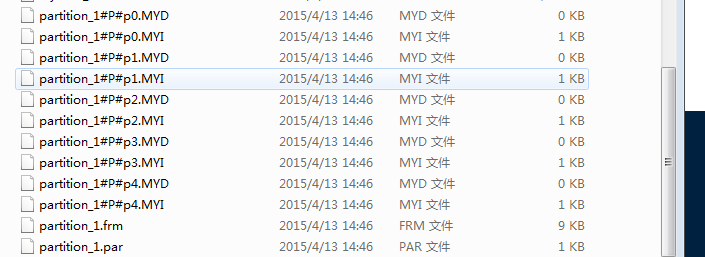 partition_1#P#p0.MYD 2015/4/13 14:46 MYD 文件 0 KB
partition_1#P#p0.MYI 2015/4/13 14:46 MYI 文件 1 KB
partition_1#P#p1.MYD 2015/4/13 14:46 MYD 文件 0 KB
partition_1#P#p1.MYI 2015/4/13 14:46 MYI 文件 1 KB
partition_1#P#p2.MYD 2015/4/13 14:46 MYD 文件 0 KB
partition_1#P#p2.MYI 2015/4/13 14:46 MYI 文件 1 KB
partition_1#P#p3.MYD 2015/4/13 14:46 MYD 文件 0 KB
partition_1#P#p3.MYI 2015/4/13 14:46 MYI 文件 1 KB
partition_1#P#p4.MYD 2015/4/13 14:46 MYD 文件 0 KB
partition_1#P#p4.MYI 2015/4/13 14:46 MYI 文件 1 KB
partition_1.frm 2015/4/13 14:46 FRM 文件 9 KB
partition_1.par 2015/4/13 14:46 PAR 文件 1 KB